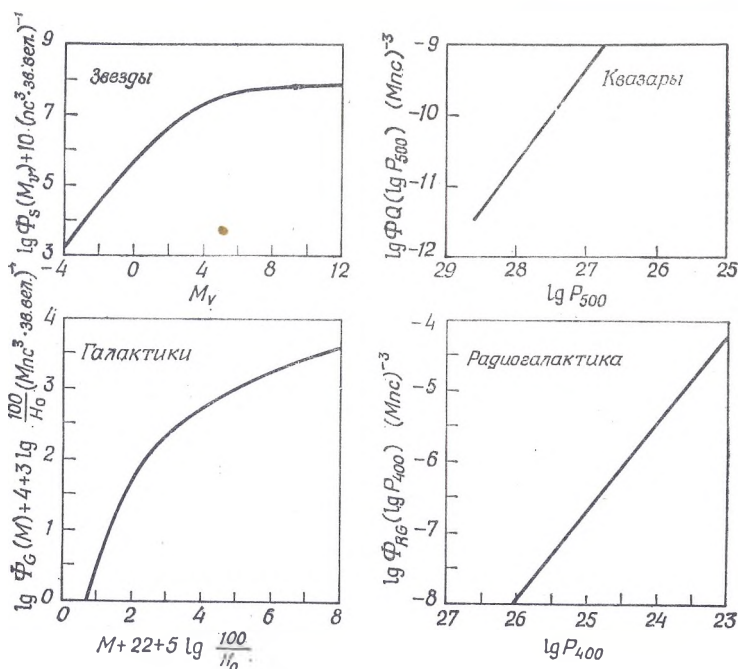 lg Φ_S (M_v) + 10 · (пс³ · зв. вел.)⁻¹
9
7
5
3
Звезды
-4 0 4 8 12
M_V
lg ΦQ (lg P₅₀₀) (Мпс)⁻³
-9
-10
-11
-12
Квазары
29 28 27 26 25
lg P₅₀₀
lg Φ_G (M) + 4 + 3 lg 100/H₀ (Мпс³ · зв. вел.)⁻¹
4
3
2
1
0
Галактики
0 2 4 6 8
M + 22 + 5 lg 100/H₀
lg Φ_RG (lg P₄₀₀) (Мпс)⁻³
-4
-5
-6
-7
-8
Радиогалактика
27 26 25 24 23
lg P₄₀₀